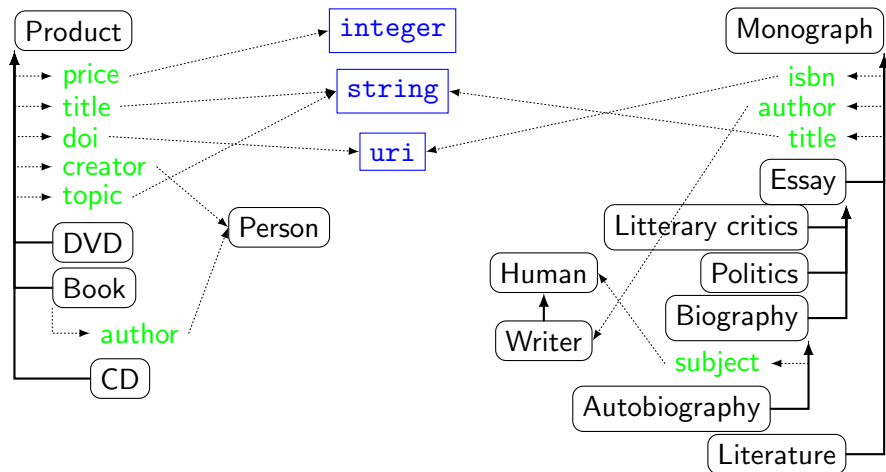 Product
price
title
doi
creator
topic
DVD
Book
author
CD
integer
string
uri
Person
Human
Writer
Monograph
isbn
author
title
Essay
Litterary critics
Politics
Biography
subject
Autobiography
Literature